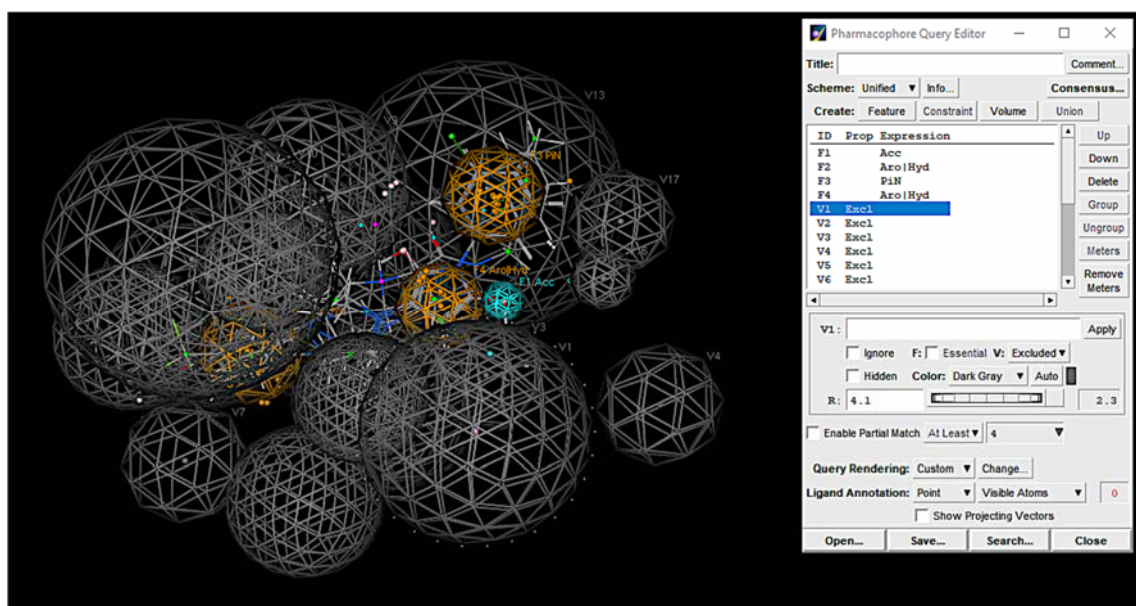 Pharmacophore Query Editor
Title: Comment...
Scheme: Unified Info... Consensus...
Create: Feature Constraint Volume Union
ID Prop Expression
F1 Acc
F2 Aro|Hyd
F3 PiN
F4 Aro|Hyd
V1 Excl
V2 Excl
V3 Excl
V4 Excl
V5 Excl
V6 Excl
Up
Down
Delete
Group
Ungroup
Meters
Remove
Meters
V1: Apply
Ignore F: Essential V: Excluded
Hidden Color: Dark Gray Auto
R: 4.1 2.3
Enable Partial Match At Least 4
Query Rendering: Custom Change...
Ligand Annotation: Point Visible Atoms 0
Show Projecting Vectors
Open... Save... Search... Close
V13
F3 PiN
V17
F4 Aro|Hyd
F1 Acc
V3
V1
V4
V7